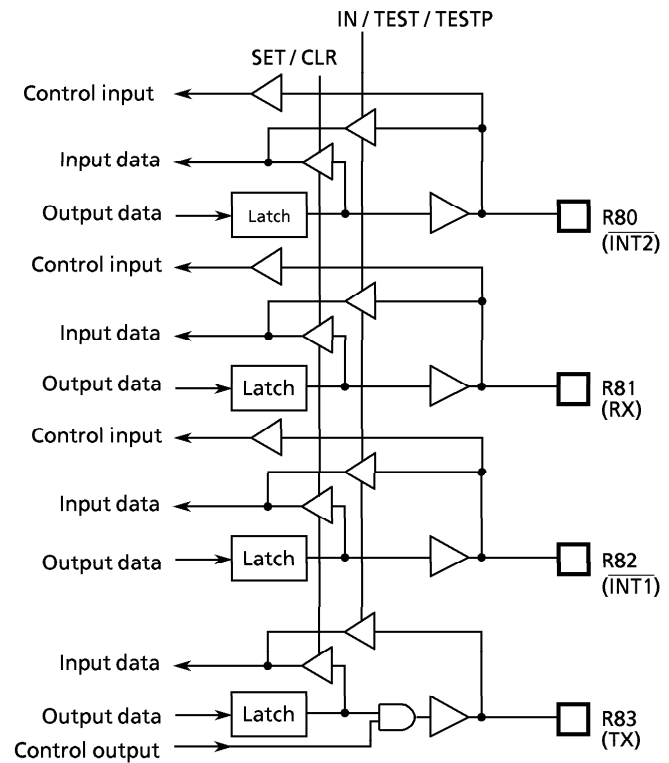 IN / TEST / TESTP
SET / CLR
Control input
Input data
Output data
Latch
R80
(INT2)
Control input
Input data
Output data
Latch
R81
(RX)
Control input
Input data
Output data
Latch
R82
(INT1)
Input data
Output data
Latch
R83
(TX)
Control output